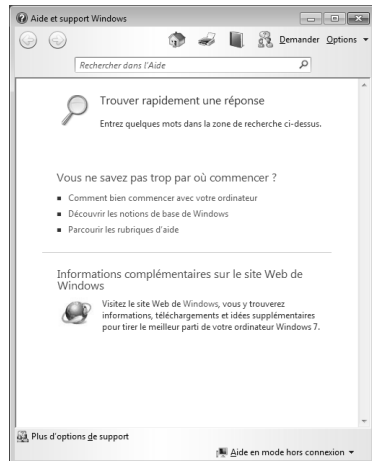 Aide et support Windows
Demander Options
Rechercher dans l'Aide
Trouver rapidement une réponse
Entrez quelques mots dans la zone de recherche ci-dessus.
Vous ne savez pas trop par où commencer ?
Comment bien commencer avec votre ordinateur
Découvrir les notions de base de Windows
Parcourir les rubriques d'aide
Informations complémentaires sur le site Web de
Windows
Visitez le site Web de Windows, vous y trouverez
informations, téléchargements et idées supplémentaires
pour tirer le meilleur parti de votre ordinateur Windows 7.
Plus d'options de support
Aide en mode hors connexion